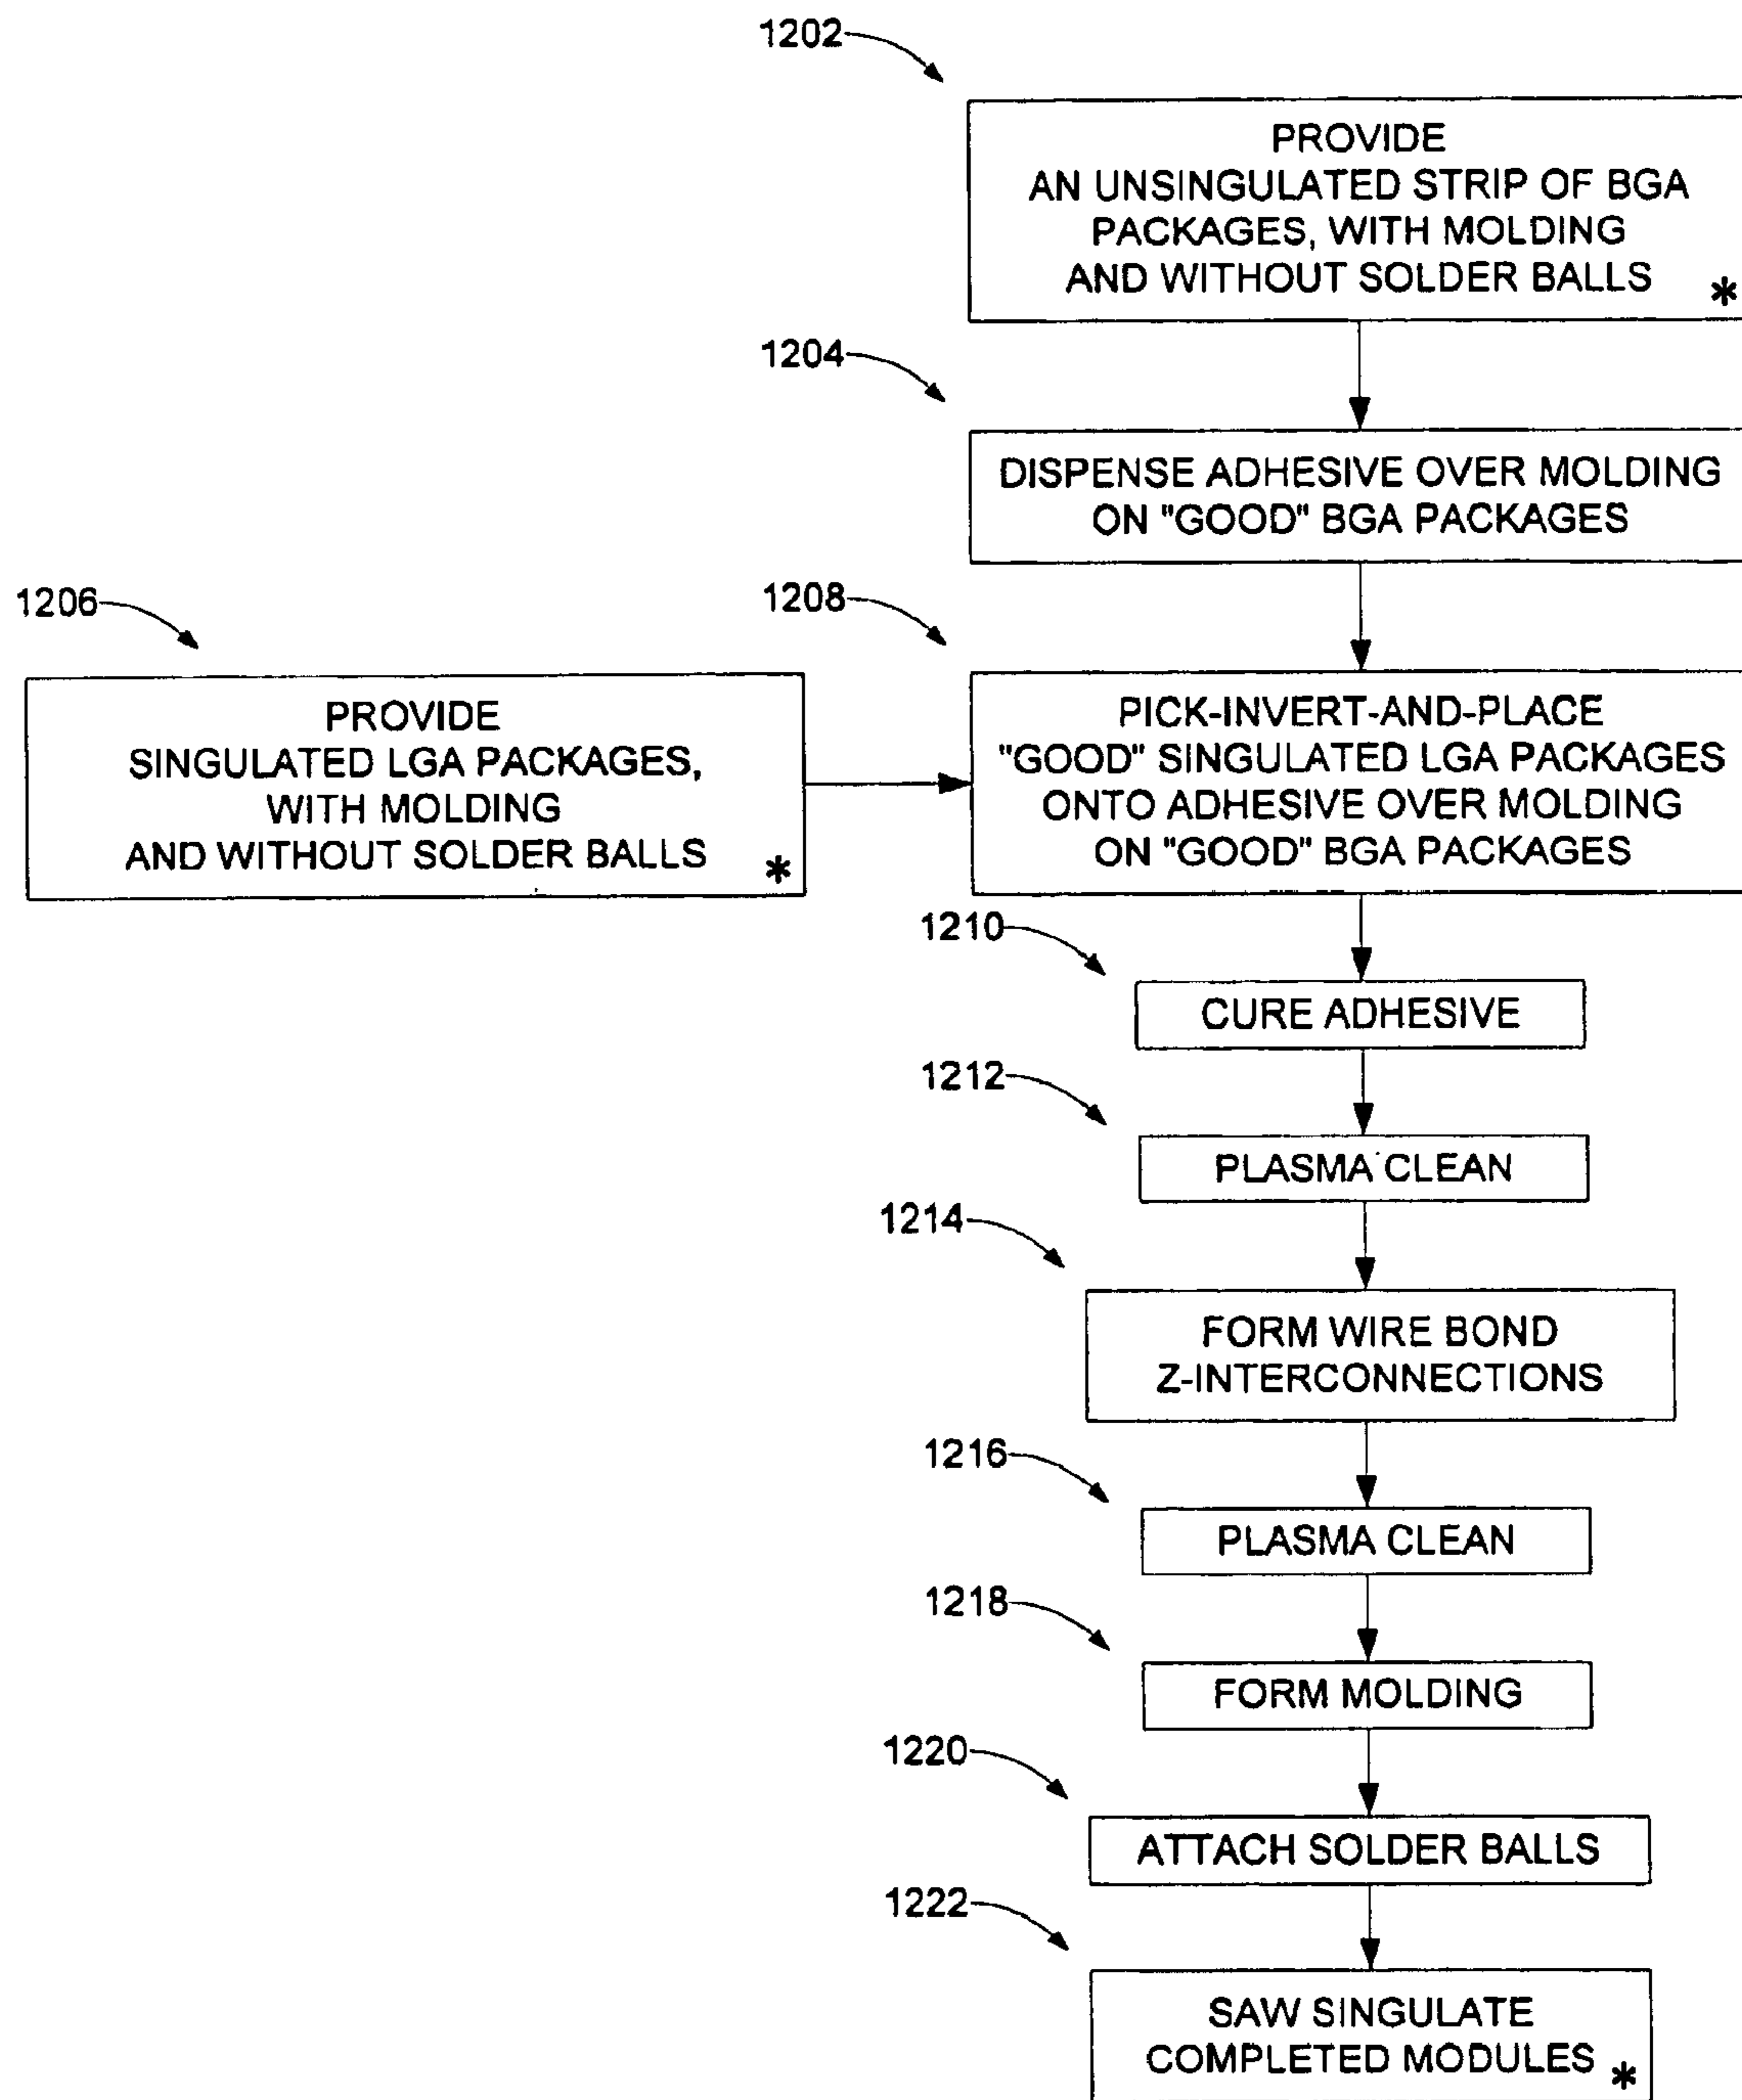 1202
PROVIDE
AN UNSINGULATED STRIP OF BGA
PACKAGES, WITH MOLDING
AND WITHOUT SOLDER BALLS *
1204
DISPENSE ADHESIVE OVER MOLDING
ON "GOOD" BGA PACKAGES
1206
PROVIDE
SINGULATED LGA PACKAGES,
WITH MOLDING
AND WITHOUT SOLDER BALLS *
1208
PICK-INVERT-AND-PLACE
"GOOD" SINGULATED LGA PACKAGES
ONTO ADHESIVE OVER MOLDING
ON "GOOD" BGA PACKAGES
1210
CURE ADHESIVE
1212
PLASMA CLEAN
1214
FORM WIRE BOND
Z-INTERCONNECTIONS
1216
PLASMA CLEAN
1218
FORM MOLDING
1220
ATTACH SOLDER BALLS
1222
SAW SINGULATE
COMPLETED MODULES *